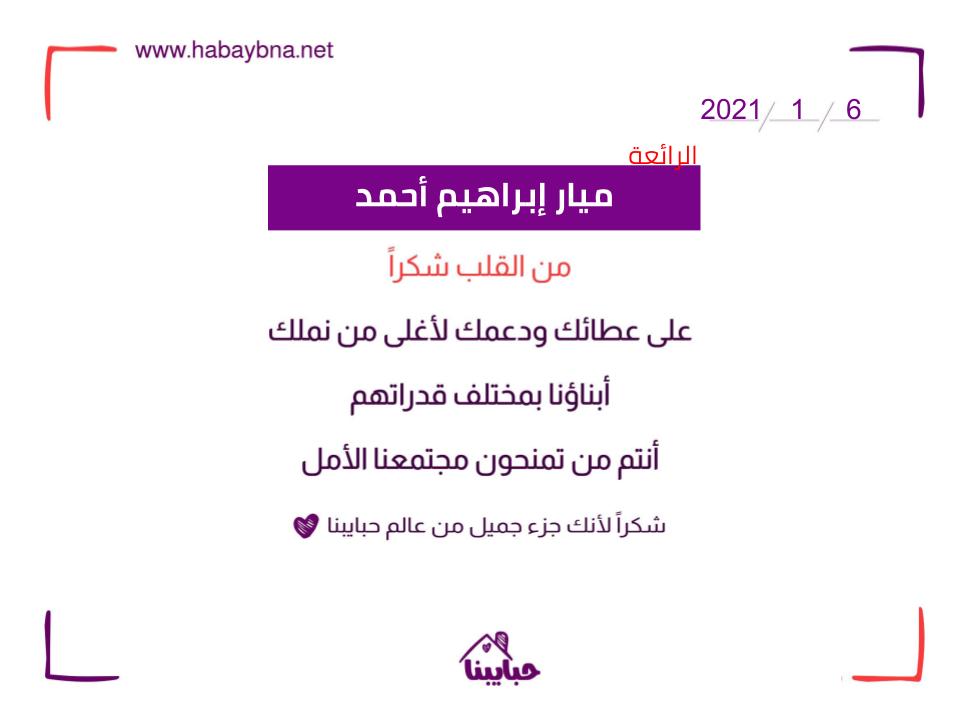 www.habaybna.net
2021/ 1 / 6
الرائعة
ميار إبراهيم أحمد
من القلب شكراً
على عطائك ودعمك لأغلى من نملك
أبناؤنا بمختلف قدراتهم
أنتم من تمنحون مجتمعنا الأمل
شكراً لأنك جزء جميل من عالم حبايبنا
حبايبنا